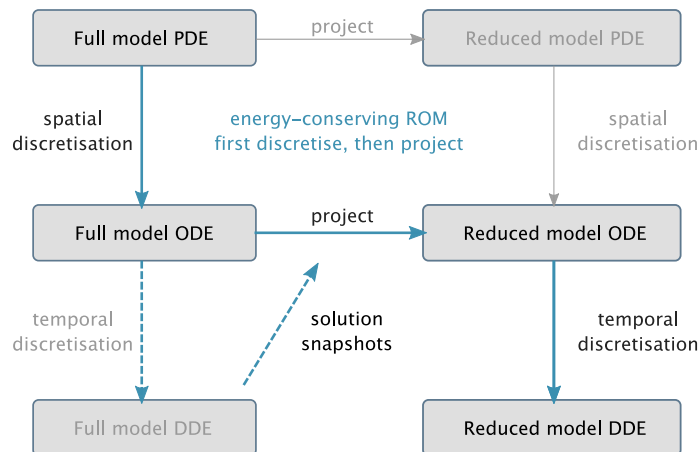 Full model PDE
project
Reduced model PDE
spatial
discretisation
energy–conserving ROM
first discretise, then project
spatial
discretisation
Full model ODE
project
Reduced model ODE
temporal
discretisation
solution
snapshots
temporal
discretisation
Full model DDE
Reduced model DDE